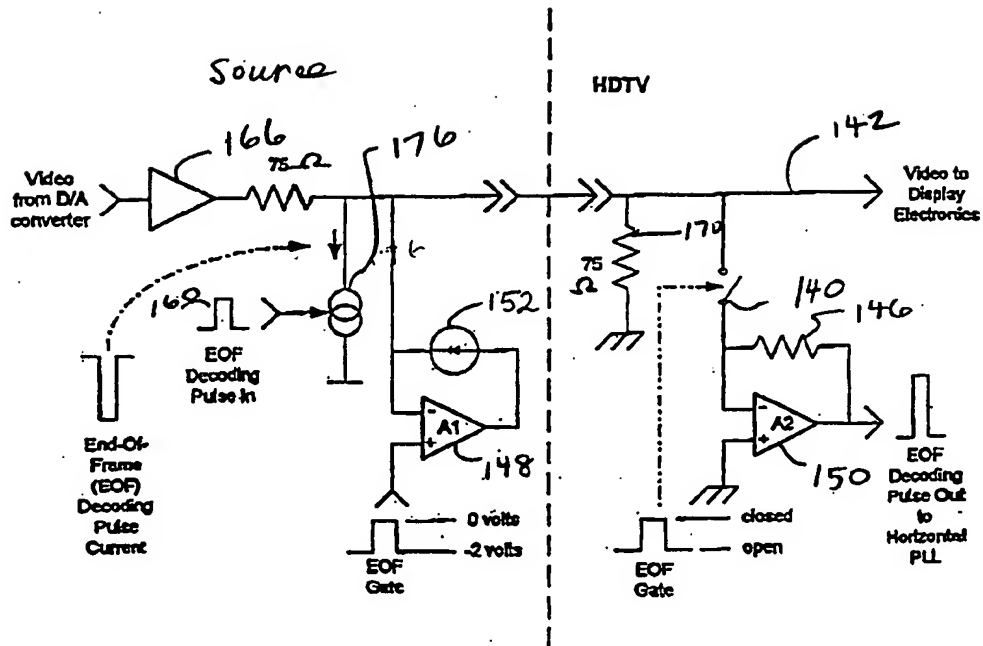 Source
HDTV
166
75 Ω
176
142
Video
from D/A
converter
Video to
Display
Electronics
170
75
Ω
160
EOF
Decoding
Pulse In
152
140
146
End-Of-
Frame
(EOF)
Decoding
Pulse
Current
A1
148
A2
150
EOF
Decoding
Pulse Out
to
Horizontal
PLL
0 volts
-2 volts
EOF
Gate
closed
open
EOF
Gate